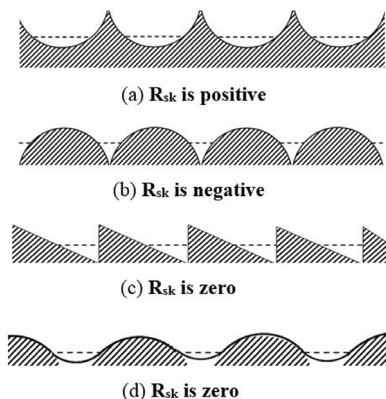 (a) Rsk is positive
(b) Rsk is negative
(c) Rsk is zero
(d) Rsk is zero